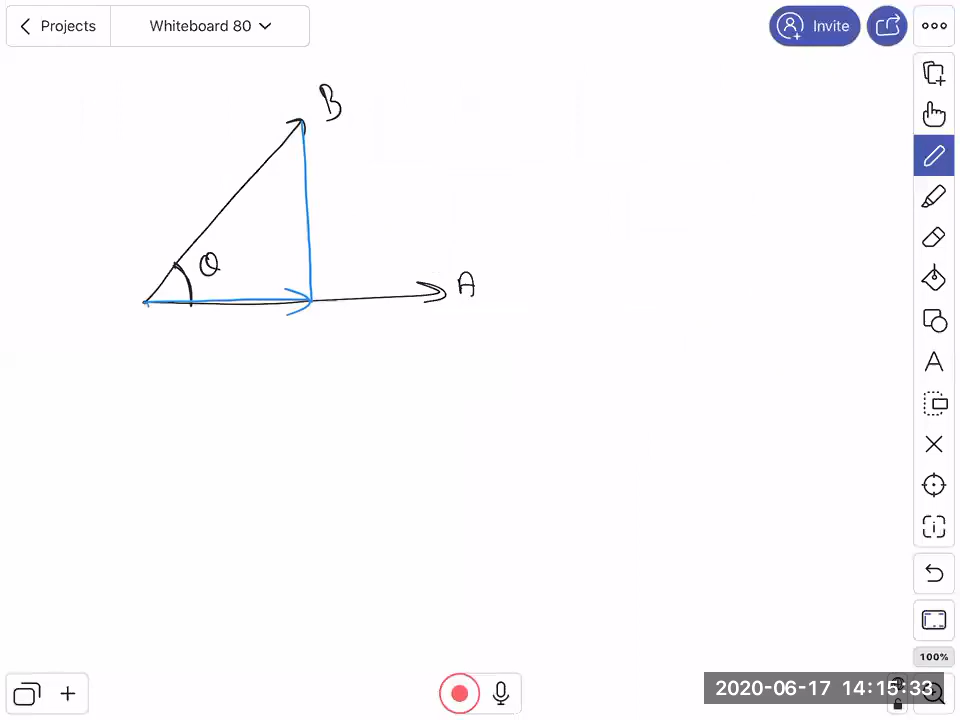 Projects
Whiteboard 80
Invite
B
θ
A
A
100%
2020-06-17 14:15:33